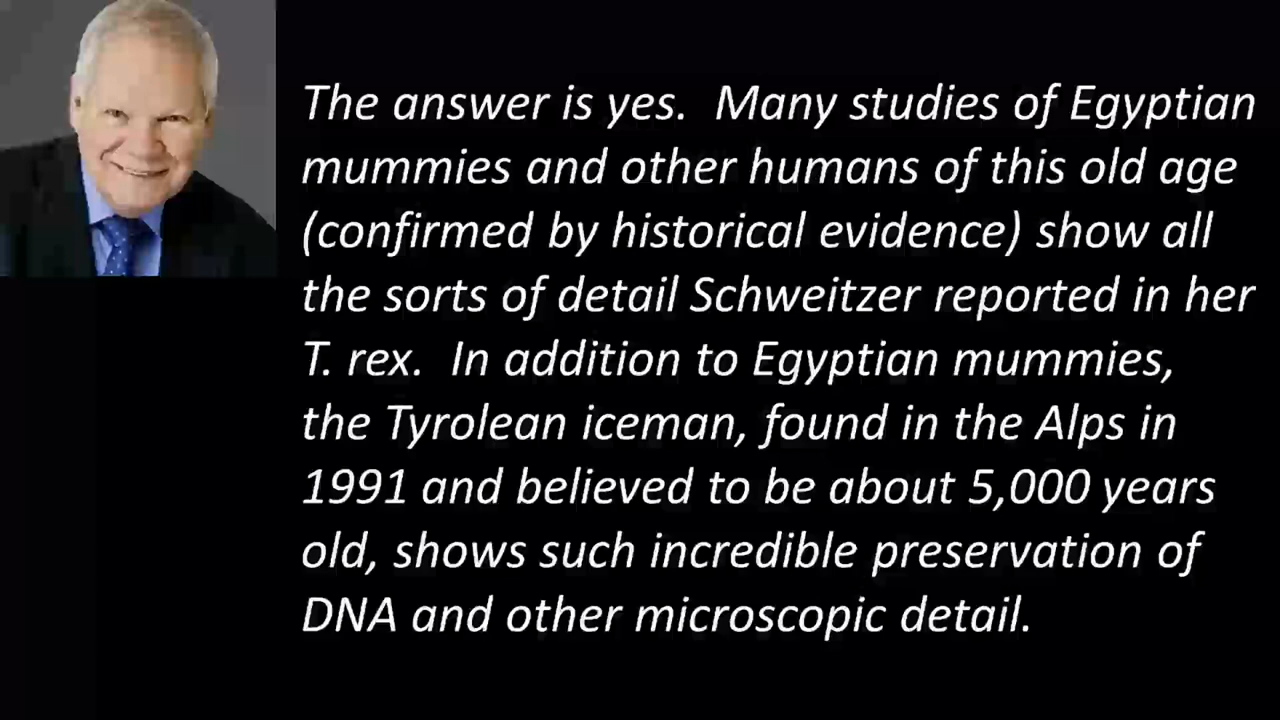 The answer is yes. Many studies of Egyptian
mummies and other humans of this old age
(confirmed by historical evidence) show all
the sorts of detail Schweitzer reported in her
T. rex. In addition to Egyptian mummies,
the Tyrolean iceman, found in the Alps in
1991 and believed to be about 5,000 years
old, shows such incredible preservation of
DNA and other microscopic detail.